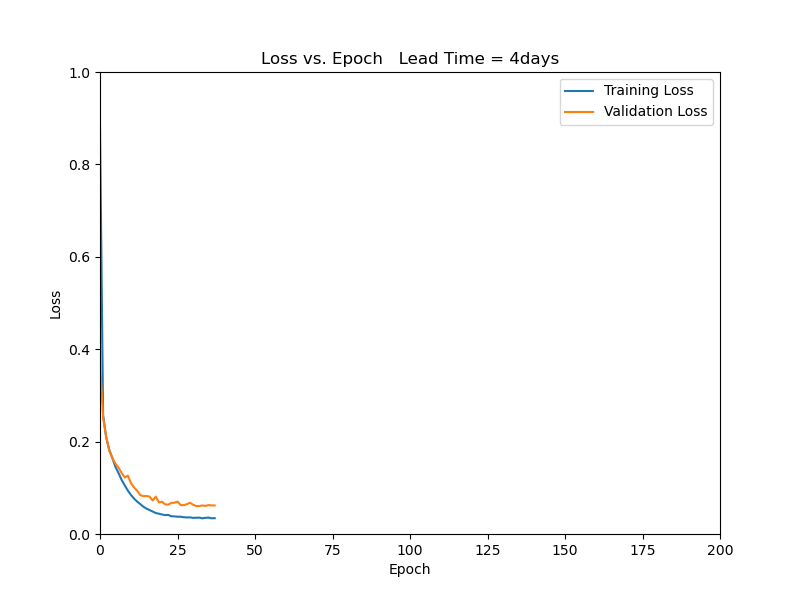 Loss vs. Epoch   Lead Time = 4days
1.0
Training Loss
Validation Loss
0.8
0.6
Loss
0.4
0.2
0.0
0 25 50 75 100 125 150 175 200
Epoch